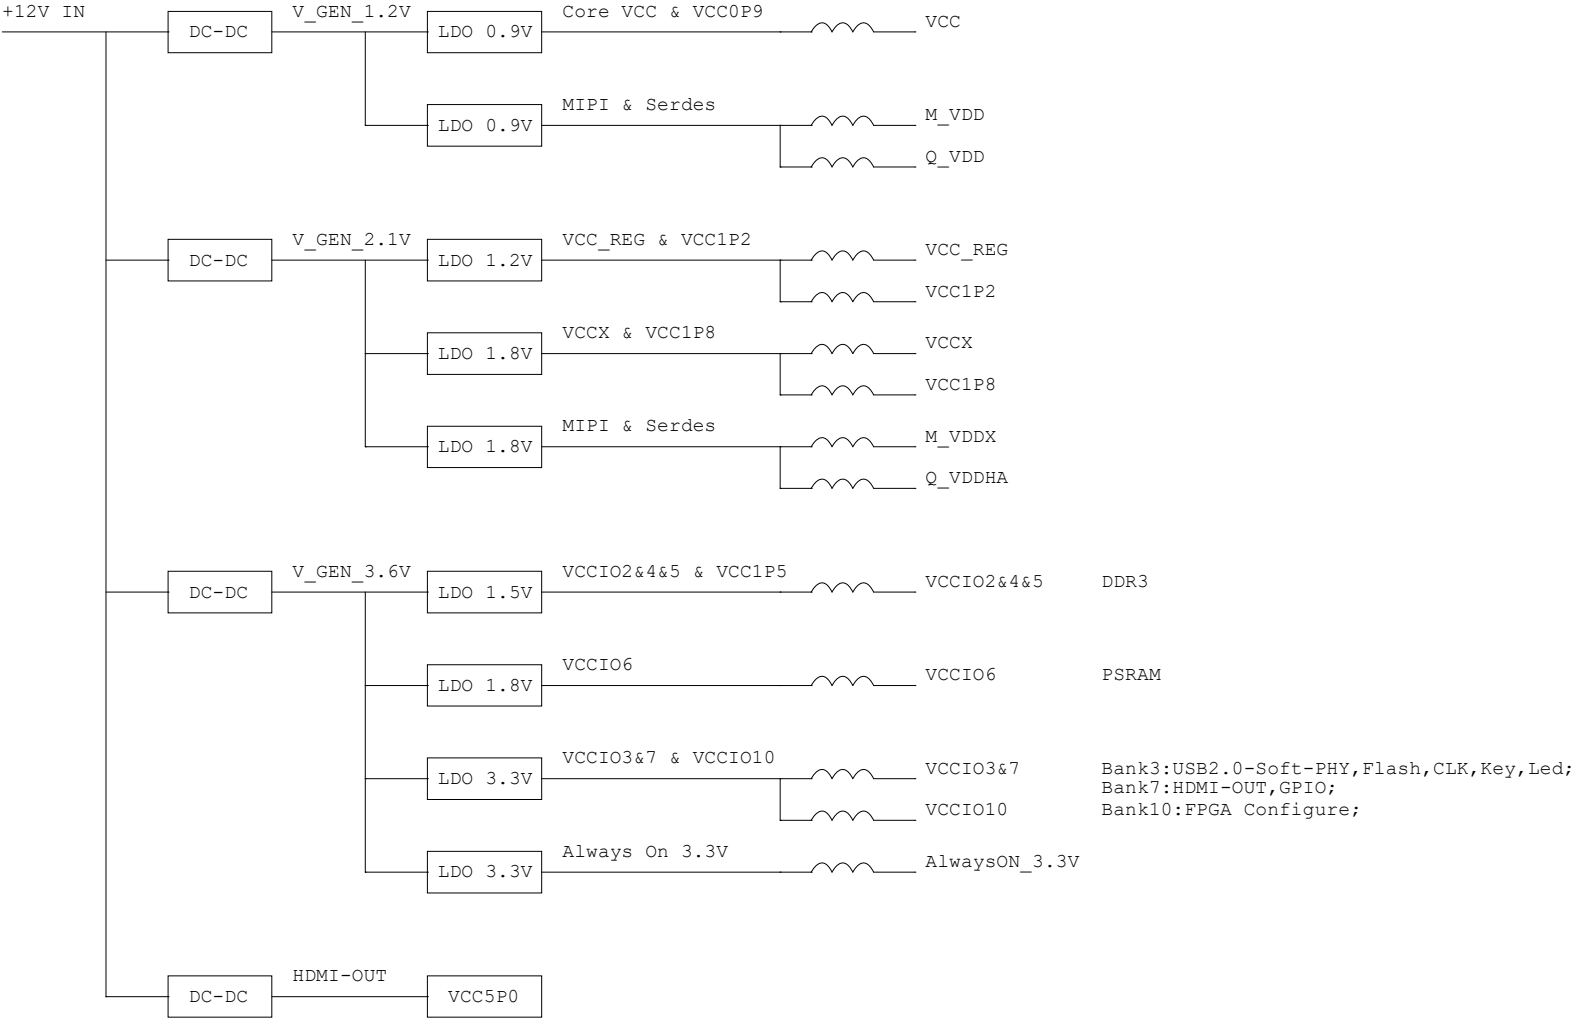 +12V IN
V_GEN_1.2V
Core VCC & VCC0P9
DC-DC
LDO 0.9V
VCC
MIPI & Serdes
LDO 0.9V
M_VDD
Q_VDD
V_GEN_2.1V
VCC_REG & VCC1P2
DC-DC
LDO 1.2V
VCC_REG
VCC1P2
VCCX & VCC1P8
LDO 1.8V
VCCX
VCC1P8
MIPI & Serdes
LDO 1.8V
M_VDDX
Q_VDDHA
V_GEN_3.6V
VCCIO2&4&5 & VCC1P5
DC-DC
LDO 1.5V
VCCIO2&4&5
DDR3
VCCIO6
LDO 1.8V
VCCIO6
PSRAM
VCCIO3&7 & VCCIO10
LDO 3.3V
VCCIO3&7
Bank3:USB2.0-Soft-PHY,Flash,CLK,Key,Led;
Bank7:HDMI-OUT,GPIO;
VCCIO10
Bank10:FPGA Configure;
Always On 3.3V
LDO 3.3V
AlwaysON_3.3V
HDMI-OUT
DC-DC
VCC5P0